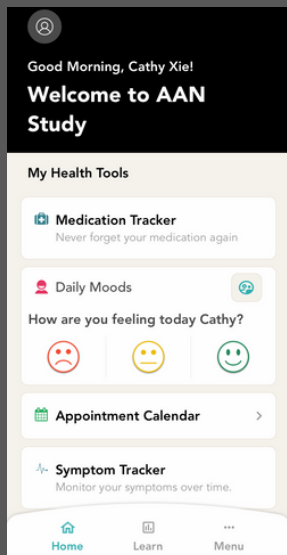 Good Morning, Cathy Xie!
Welcome to AAN
Study
My Health Tools
Medication Tracker
Never forget your medication again
Daily Moods
How are you feeling today Cathy?
Appointment Calendar
Symptom Tracker
Monitor your symptoms over time.
Home
Learn
Menu